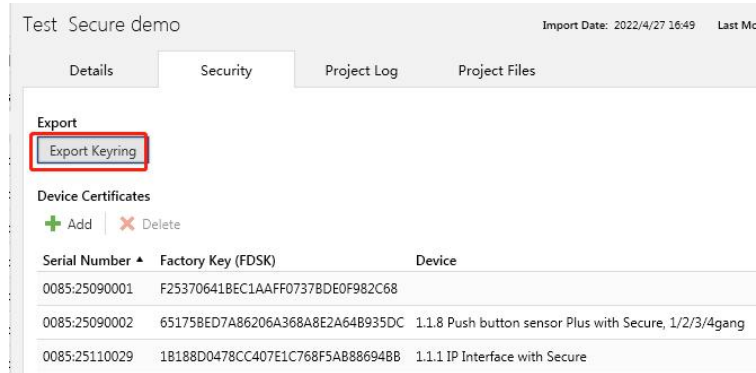 Test Secure demo
Import Date: 2022/4/27 16:49 Last Mo
Details Security Project Log Project Files
Export
Export Keyring
Device Certificates
Add Delete
Serial Number Factory Key (FDSK) Device
0085:25090001 F25370641BEC1AAFF0737BDE0F982C68
0085:25090002 65175BED7A86206A368A8E2A64B935DC 1.1.8 Push button sensor Plus with Secure, 1/2/3/4gang
0085:25110029 1B188D0478CC407E1C768F5AB88694BB 1.1.1 IP Interface with Secure